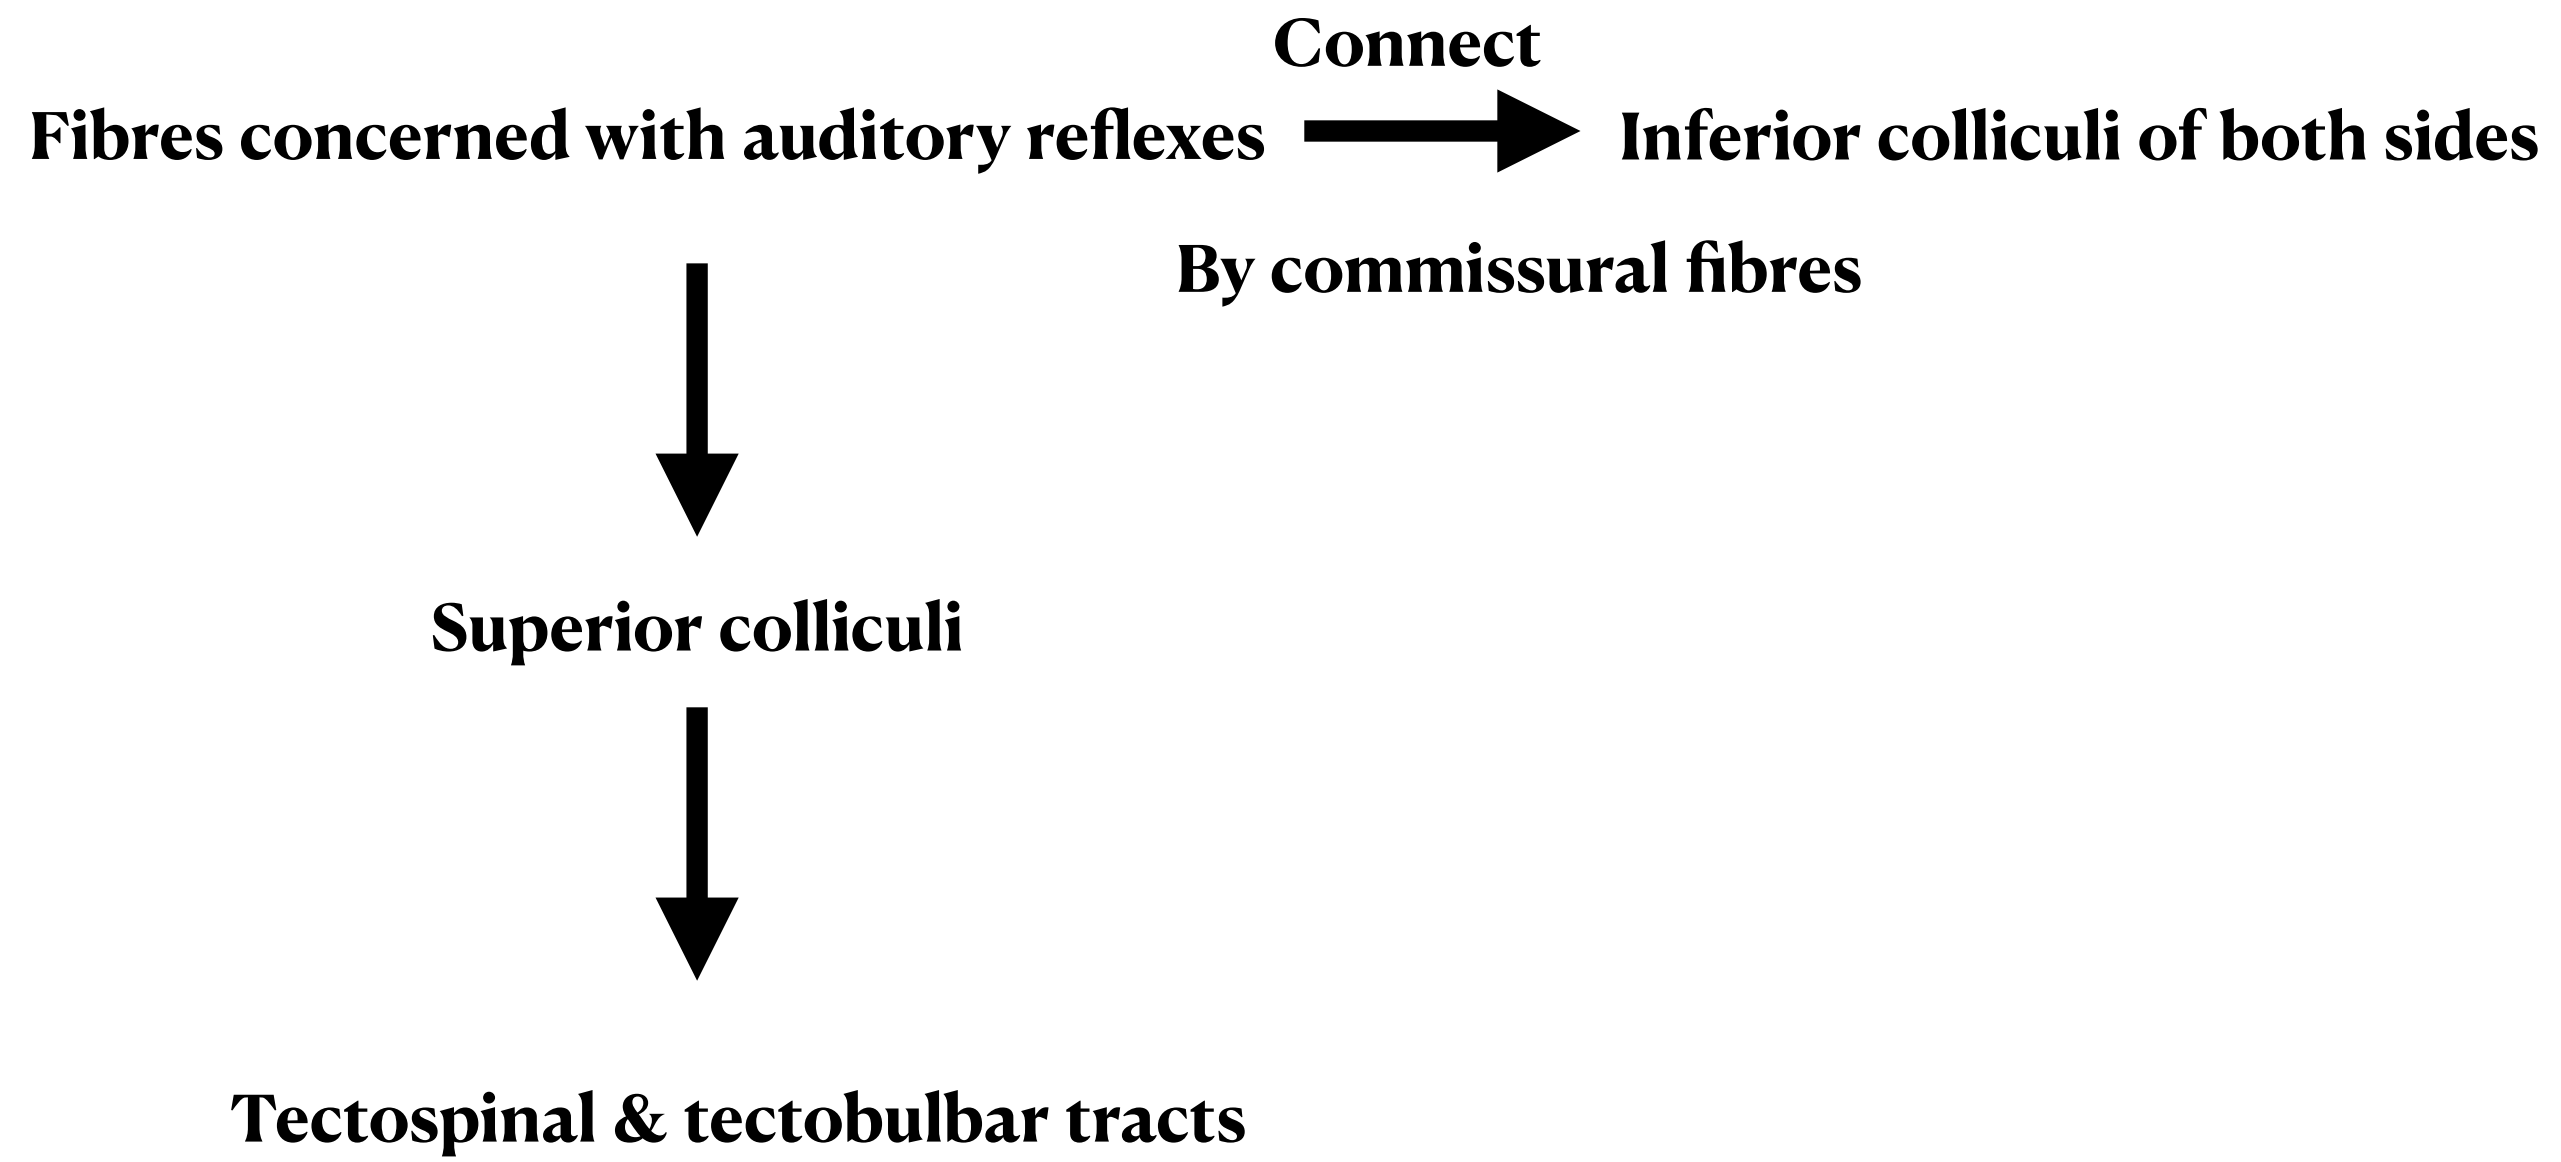 Connect
Fibres concerned with auditory reflexes
Inferior colliculi of both sides
By commissural fibres
Superior colliculi
Tectospinal & tectobulbar tracts